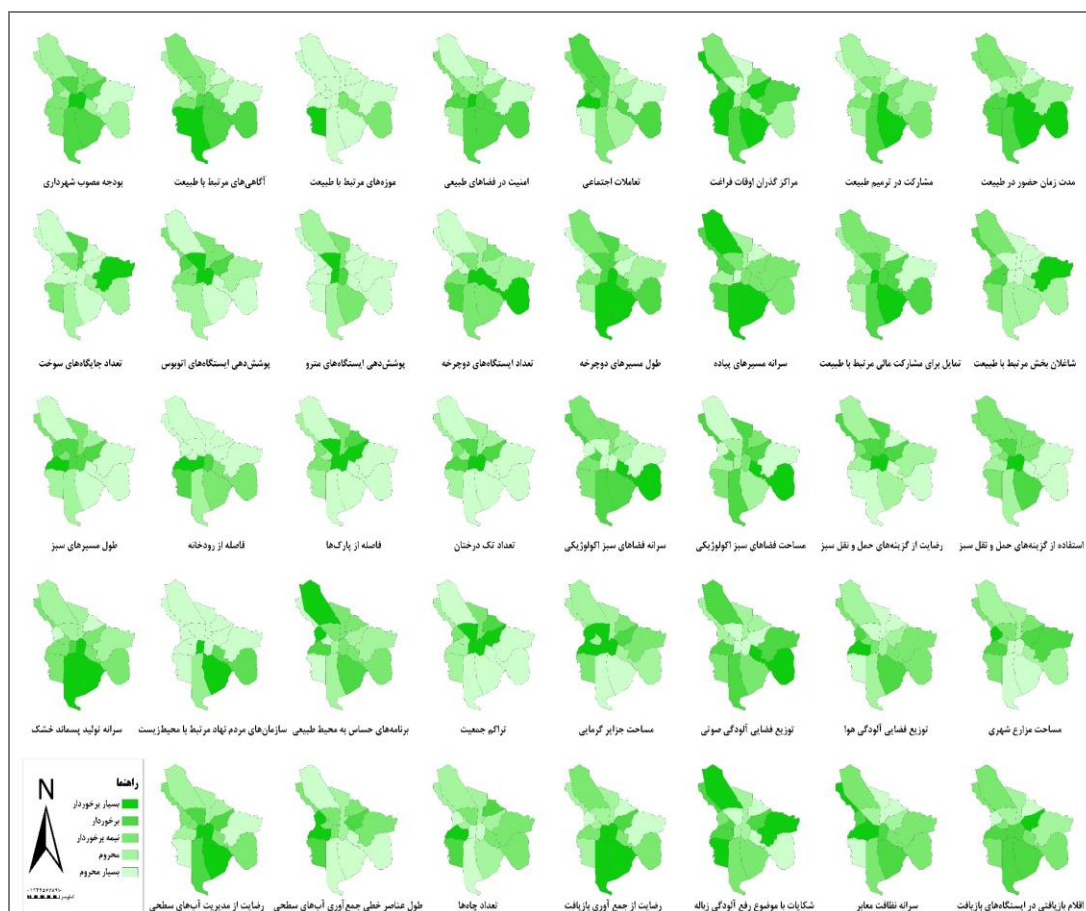 مدت زمان حضور در طبیعت
مشارکت در ترمیم طبیعت
مراکز گذران اوقات فراغت
تعاملات اجتماعی
امنیت در فضاهای طبیعی
موزه‌های مرتبط با طبیعت
آگاهی‌های مرتبط با طبیعت
بودجه مصوب شهرداری
شاغلان بخش مرتبط با طبیعت
تمایل برای مشارکت مالی مرتبط با طبیعت
سرانه مسیرهای پیاده
طول مسیرهای دوچرخه
تعداد ایستگاه‌های دوچرخه
پوشش‌دهی ایستگاه‌های مترو
پوشش‌دهی ایستگاه‌های اتوبوس
تعداد جایگاه‌های سوخت
استفاده از گزینه‌های حمل و نقل سبز
رضایت از گزینه‌های حمل و نقل سبز
مساحت فضاهای سبز اکولوژیکی
سرانه فضاهای سبز اکولوژیکی
تعداد تک درختان
فاصله از پارک‌ها
فاصله از رودخانه
طول مسیرهای سبز
مساحت مزارع شهری
توزیع فضایی آلودگی هوا
توزیع فضایی آلودگی صوتی
مساحت جزایر گرمایی
تراکم جمعیت
برنامه‌های حساس به محیط طبیعی
سازمان‌های مردم نهاد مرتبط با محیط‌زیست
سرانه تولید پسماند خشک
اقلام بازیافتی در ایستگاه‌های بازیافت
سرانه نظافت معابر
شکایات با موضوع رفع آلودگی زباله
رضایت از جمع آوری بازیافت
تعداد چاه‌ها
طول عناصر خطی جمع‌آوری آب‌های سطحی
رضایت از مدیریت آب‌های سطحی
راهنما
N
بسیار برخوردار
برخوردار
نیمه برخوردار
محروم
بسیار محروم
کیلومتر